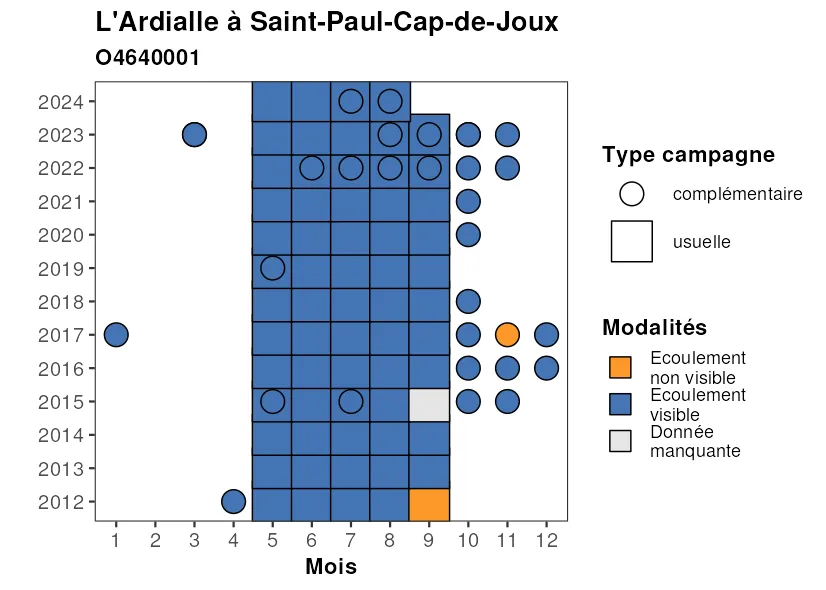 L'Ardialle à Saint-Paul-Cap-de-Joux
O4640001
2024
2023
2022
2021
2020
2019
2018
2017
2016
2015
2014
2013
2012
1 2 3 4 5 6 7 8 9 10 11 12
Mois
Type campagne
complémentaire
usuelle
Modalités
Ecoulement
non visible
Ecoulement
visible
Donnée
manquante